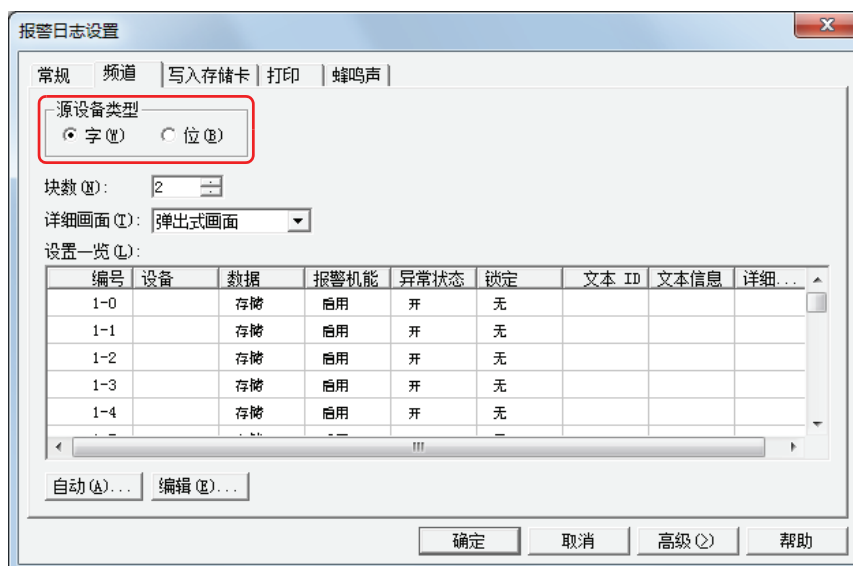 报警日志设置
常规 频道 写入存储卡 打印 蜂鸣声
源设备类型
字(W) 位(B)
块数(N): 2
详细画面(T): 弹出式画面
设置一览(L):
编号 设备 数据 报警机能 异常状态 锁定 文本 ID 文本信息 详细...
1-0 存储 启用 开 无
1-1 存储 启用 开 无
1-2 存储 启用 开 无
1-3 存储 启用 开 无
1-4 存储 启用 开 无
自动(A)... 编辑(E)...
确定 取消 高级(>) 帮助